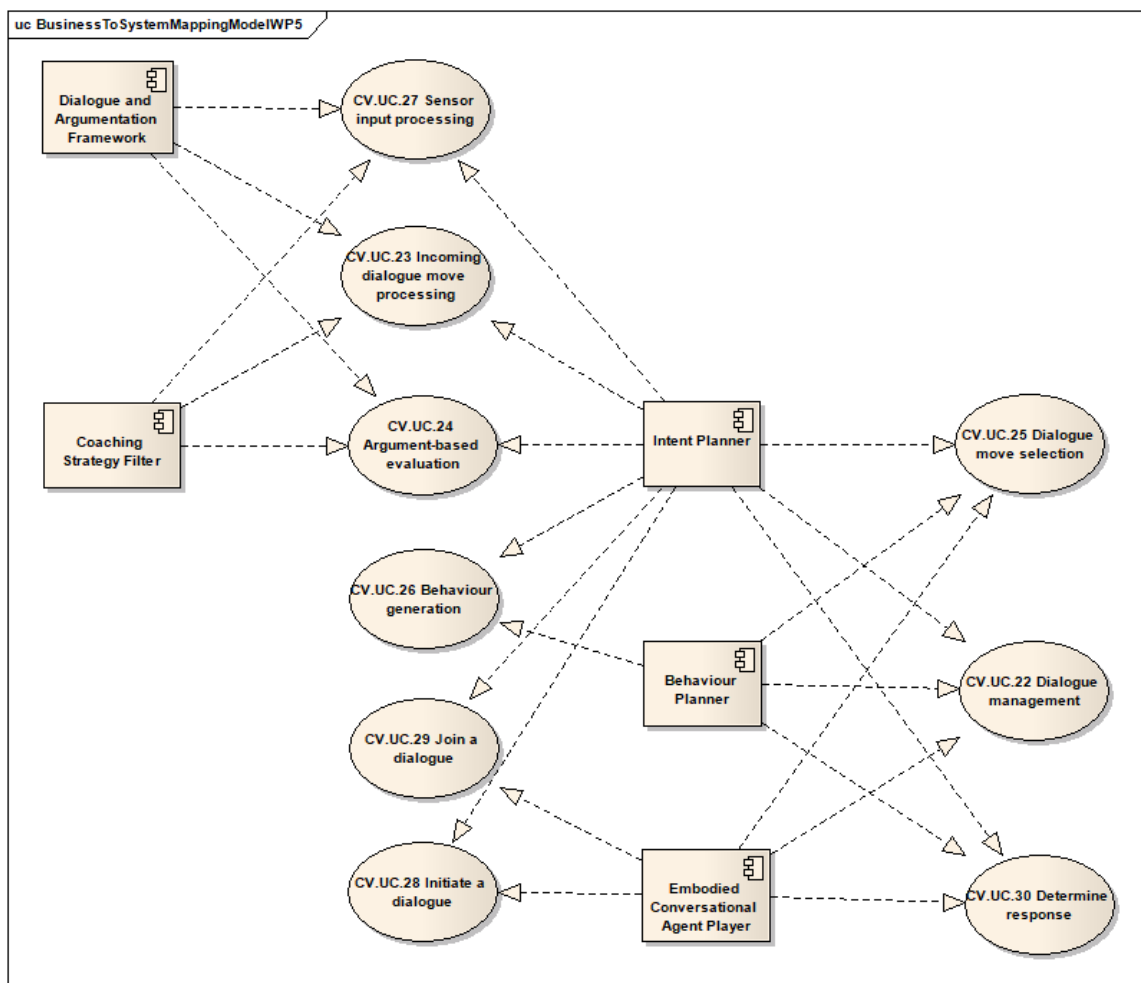 uc BusinessToSystemMappingModelWP5
Dialogue and
Argumentation
Framework
CV.UC.27 Sensor
input processing
CV.UC.23 Incoming
dialogue move
processing
Coaching
Strategy Filter
CV.UC.24
Argument-based
evaluation
Intent Planner
CV.UC.25 Dialogue
move selection
CV.UC.26 Behaviour
generation
Behaviour
Planner
CV.UC.22 Dialogue
management
CV.UC.29 Join a
dialogue
CV.UC.28 Initiate a
dialogue
Embodied
Conversational
Agent Player
CV.UC.30 Determine
response